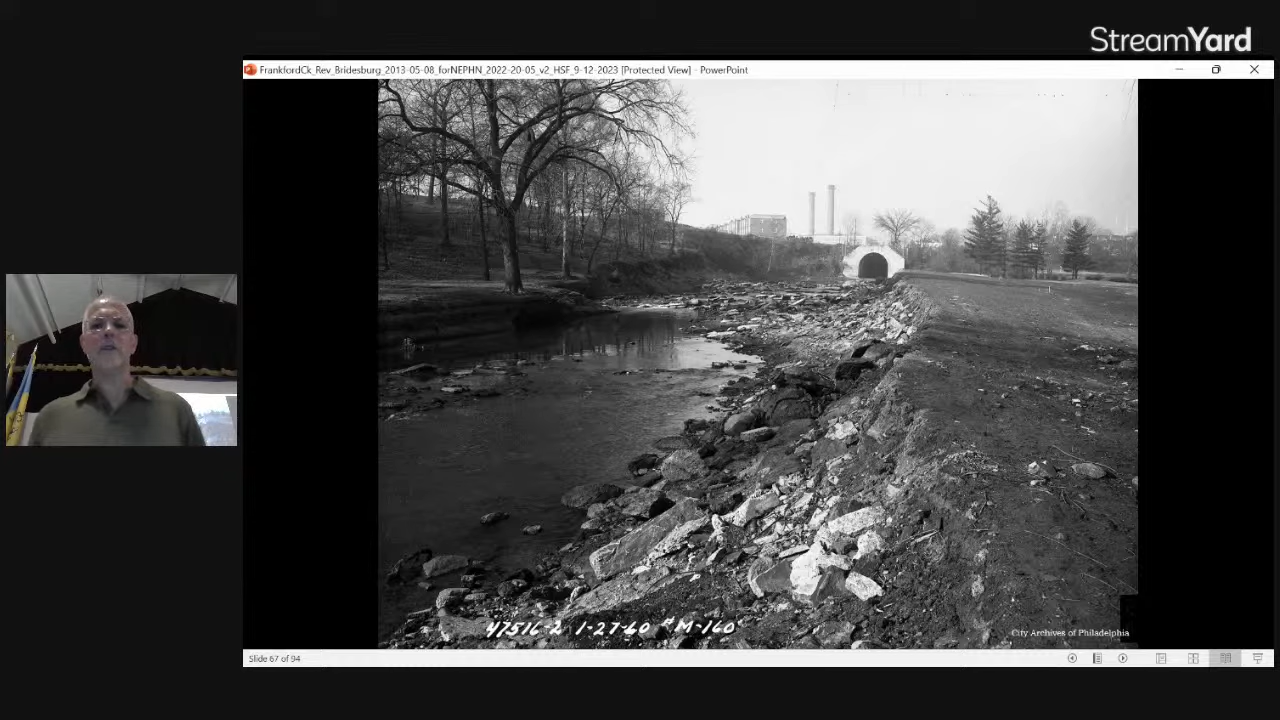 StreamYard
FrankfordCk_Rev_Bridesburg_2013-05-08_forNEPHN_2022-20-05_v2_HSF_9-12-2023 [Protected View] - PowerPoint
47516-2 1-27-60 "M-160"
City Archives of Philadelphia
Slide 67 of 94